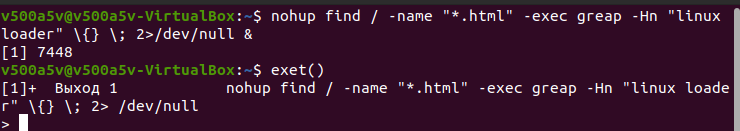 v500a5v@v500a5v-VirtualBox:~$ nohup find / -name "*.html" -exec greap -Hn "linux
loader" \{} \; 2>/dev/null &
[1] 7448
v500a5v@v500a5v-VirtualBox:~$ exet()
[1]+  Выход 1            nohup find / -name "*.html" -exec greap -Hn "linux loade
r" \{} \; 2> /dev/null
>